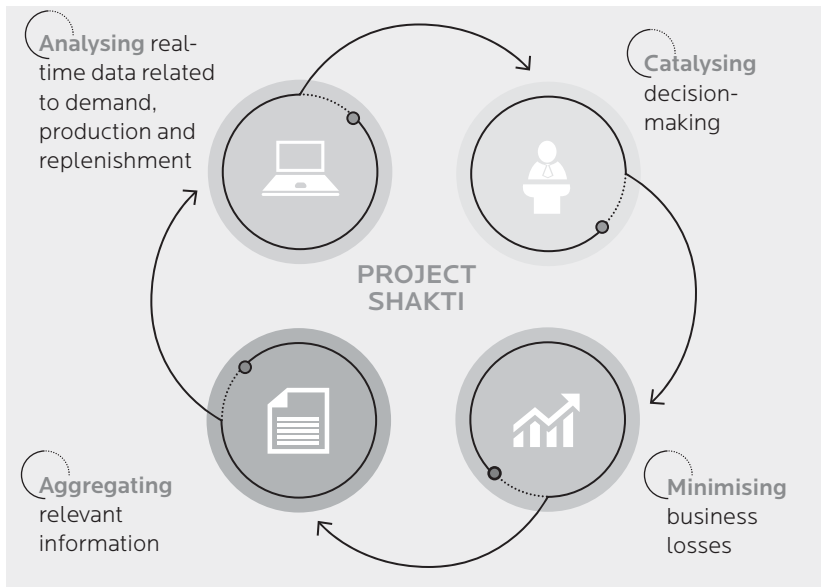 Analysing real-
time data related
to demand,
production and
replenishment
Catalysing
decision-
making
PROJECT
SHAKTI
Aggregating
relevant
information
Minimising
business
losses